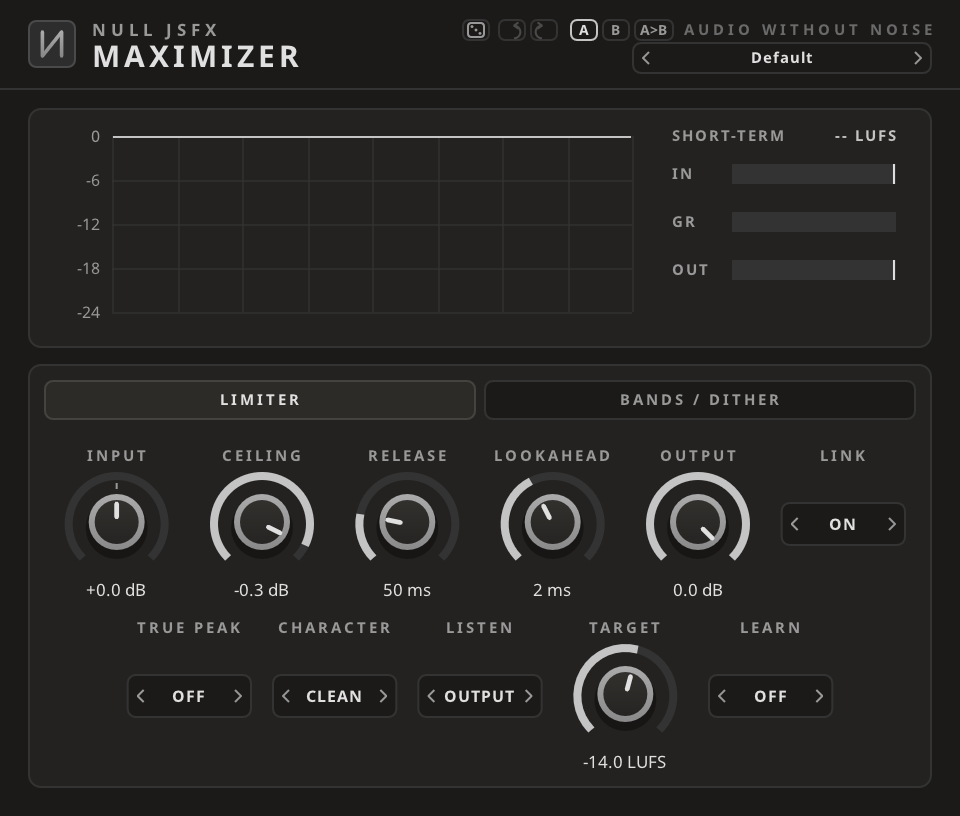 NULL JSFX
MAXIMIZER
A B A>B AUDIO WITHOUT NOISE
Default
0
-6
-12
-18
-24
SHORT-TERM -- LUFS
IN
GR
OUT
LIMITER BANDS / DITHER
INPUT CEILING RELEASE LOOKAHEAD OUTPUT LINK
ON
+0.0 dB -0.3 dB 50 ms 2 ms 0.0 dB
TRUE PEAK CHARACTER LISTEN TARGET LEARN
OFF CLEAN OUTPUT OFF
-14.0 LUFS